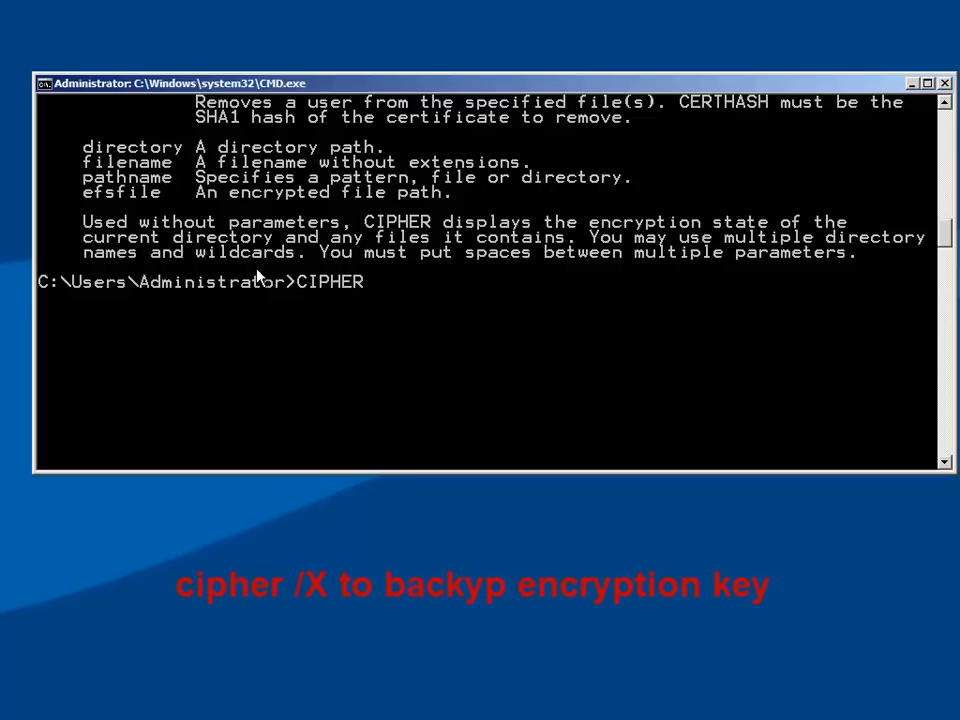 Administrator: C:\Windows\system32\CMD.exe
Removes a user from the specified file(s). CERTHASH must be the
SHA1 hash of the certificate to remove.
directory A directory path.
filename A filename without extensions.
pathname Specifies a pattern, file or directory.
efsfile An encrypted file path.
Used without parameters, CIPHER displays the encryption state of the
current directory and any files it contains. You may use multiple directory
names and wildcards. You must put spaces between multiple parameters.
C:\Users\Administrator>CIPHER
cipher /X to backyp encryption key